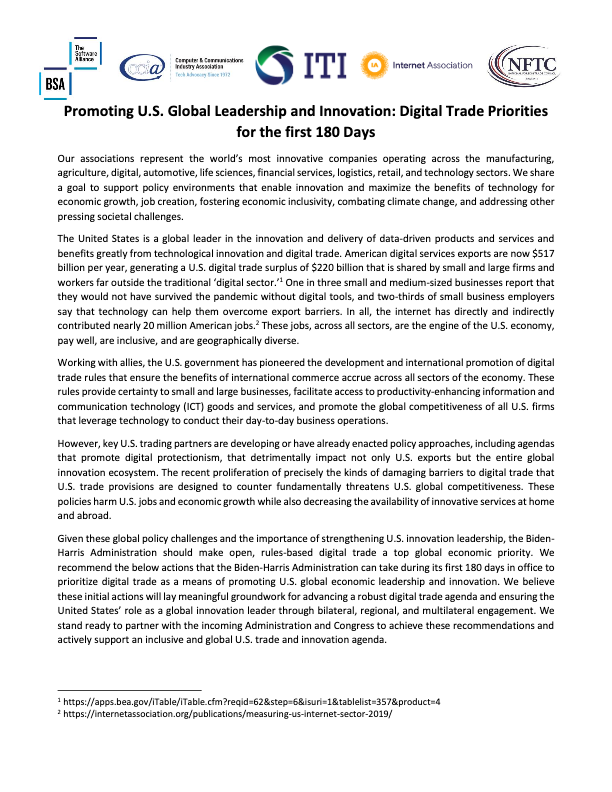 The
Software
Alliance
BSA
ccia
Computer & Communications
Industry Association
Tech Advocacy Since 1972
ITI
IA
Internet Association
NFTC
Promoting U.S. Global Leadership and Innovation: Digital Trade Priorities
for the first 180 Days
Our associations represent the world's most innovative companies operating across the manufacturing,
agriculture, digital, automotive, life sciences, financial services, logistics, retail, and technology sectors. We share
a goal to support policy environments that enable innovation and maximize the benefits of technology for
economic growth, job creation, fostering economic inclusivity, combating climate change, and addressing other
pressing societal challenges.
The United States is a global leader in the innovation and delivery of data-driven products and services and
benefits greatly from technological innovation and digital trade. American digital services exports are now $517
billion per year, generating a U.S. digital trade surplus of $220 billion that is shared by small and large firms and
workers far outside the traditional 'digital sector.'1 One in three small and medium-sized businesses report that
they would not have survived the pandemic without digital tools, and two-thirds of small business employers
say that technology can help them overcome export barriers. In all, the internet has directly and indirectly
contributed nearly 20 million American jobs.2 These jobs, across all sectors, are the engine of the U.S. economy,
pay well, are inclusive, and are geographically diverse.
Working with allies, the U.S. government has pioneered the development and international promotion of digital
trade rules that ensure the benefits of international commerce accrue across all sectors of the economy. These
rules provide certainty to small and large businesses, facilitate access to productivity-enhancing information and
communication technology (ICT) goods and services, and promote the global competitiveness of all U.S. firms
that leverage technology to conduct their day-to-day business operations.
However, key U.S. trading partners are developing or have already enacted policy approaches, including agendas
that promote digital protectionism, that detrimentally impact not only U.S. exports but the entire global
innovation ecosystem. The recent proliferation of precisely the kinds of damaging barriers to digital trade that
U.S. trade provisions are designed to counter fundamentally threatens U.S. global competitiveness. These
policies harm U.S. jobs and economic growth while also decreasing the availability of innovative services at home
and abroad.
Given these global policy challenges and the importance of strengthening U.S. innovation leadership, the Biden-
Harris Administration should make open, rules-based digital trade a top global economic priority. We
recommend the below actions that the Biden-Harris Administration can take during its first 180 days in office to
prioritize digital trade as a means of promoting U.S. global economic leadership and innovation. We believe
these initial actions will lay meaningful groundwork for advancing a robust digital trade agenda and ensuring the
United States' role as a global innovation leader through bilateral, regional, and multilateral engagement. We
stand ready to partner with the incoming Administration and Congress to achieve these recommendations and
actively support an inclusive and global U.S. trade and innovation agenda.
1 https://apps.bea.gov/iTable/iTable.cfm?reqid=62&step=6&isuri=1&tablelist=357&product=4
2 https://internetassociation.org/publications/measuring-us-internet-sector-2019/